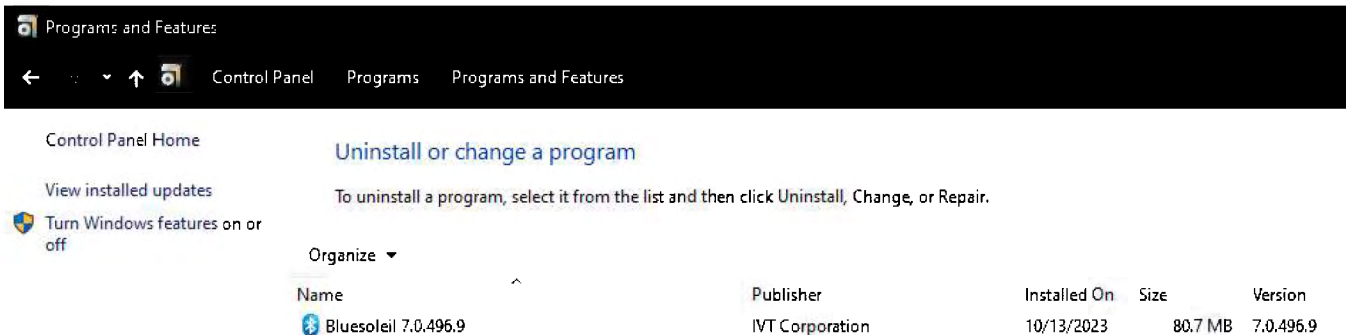 Programs and Features
Control Panel Programs Programs and Features
Control Panel Home
View installed updates
Turn Windows features on or
off
Uninstall or change a program
To uninstall a program, select it from the list and then click Uninstall, Change, or Repair.
Organize
Name Publisher Installed On Size Version
Bluesoleil 7.0.496.9 IVT Corporation 10/13/2023 80.7 MB 7.0.496.9